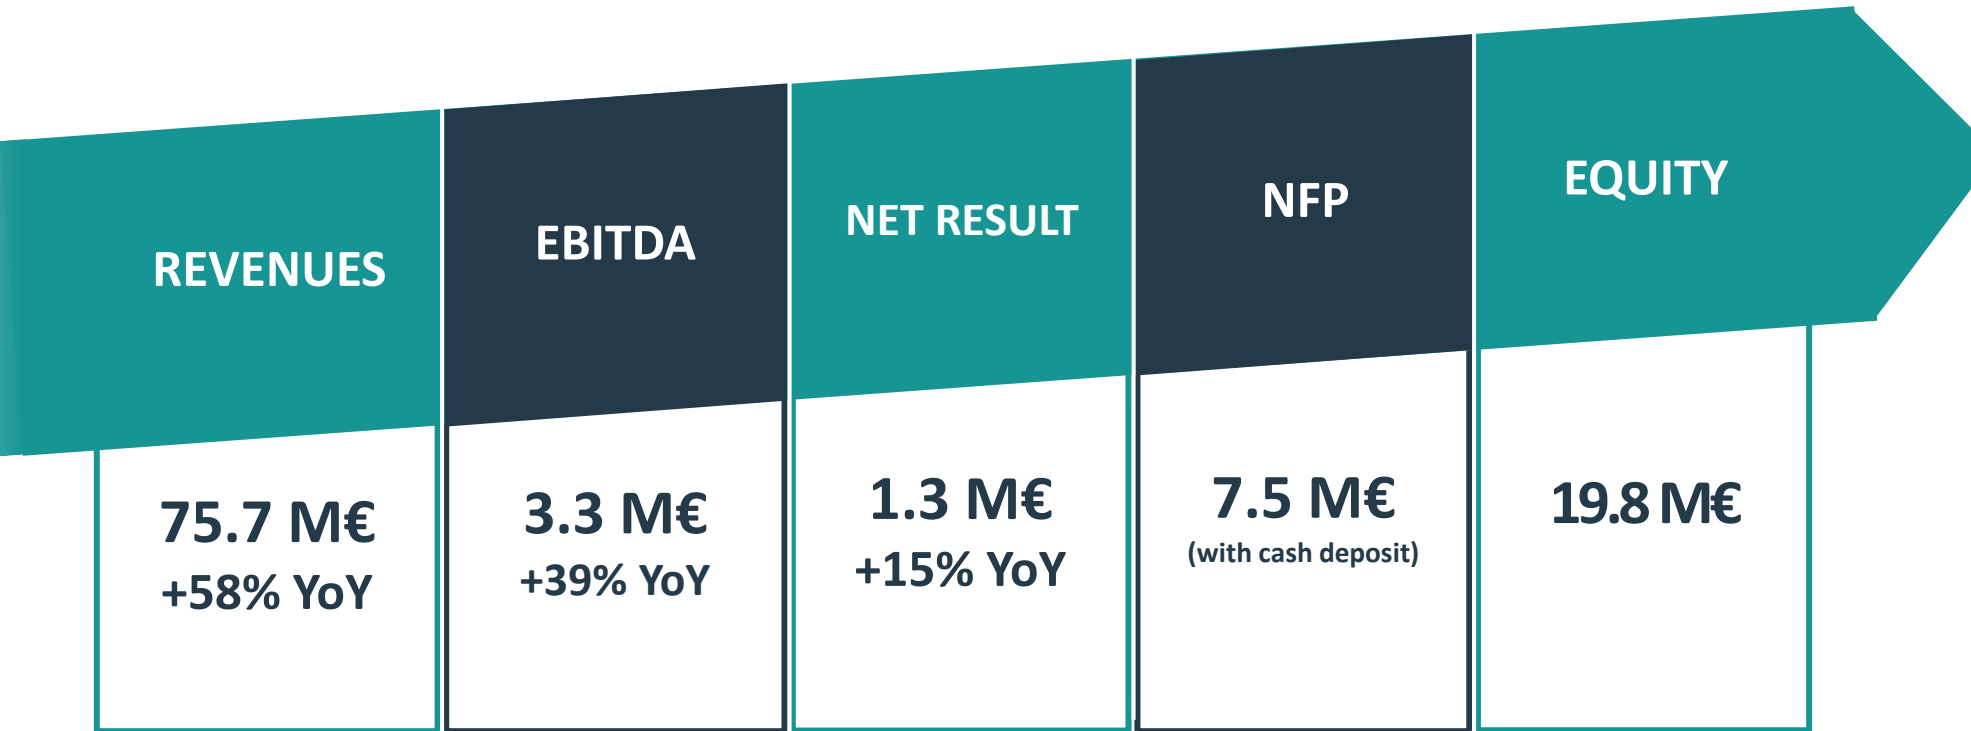 REVENUES
75.7 M€
+58% YoY
EBITDA
3.3 M€
+39% YoY
NET RESULT
1.3 M€
+15% YoY
NFP
7.5 M€
(with cash deposit)
EQUITY
19.8 M€